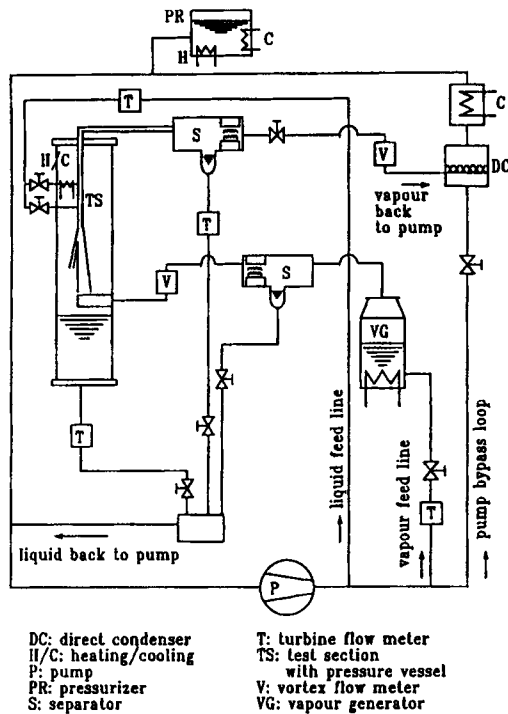 PR
H
C
T
C
H/C
S
V
DC
TS
vapour
back
to pump
T
V
S
VG
T
liquid feed line
vapour feed line
T
pump bypass loop
liquid back to pump
P
DC: direct condenser
H/C: heating/cooling
P: pump
PR: pressurizer
S: separator
T: turbine flow meter
TS: test section
with pressure vessel
V: vortex flow meter
VG: vapour generator